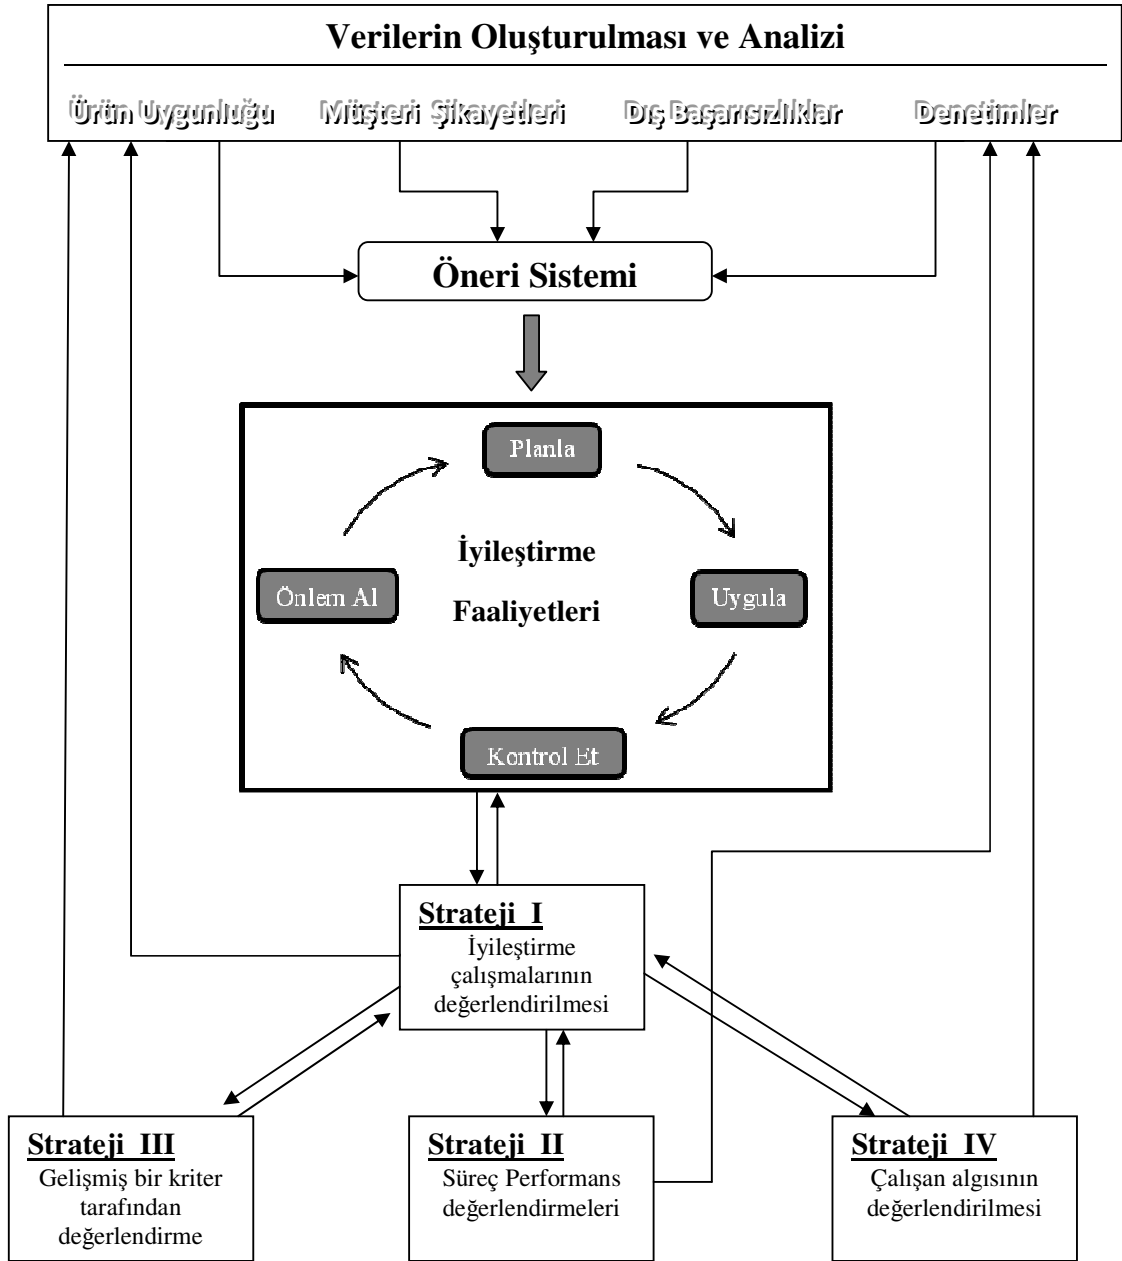 Verilerin Oluşturulması ve Analizi
Ürün Uygunluğu Müşteri Şikayetleri Dış Başarısızlıklar Denetimler
Öneri Sistemi
Planla
İyileştirme
Faaliyetleri
Önlem Al
Uygula
Kontrol Et
Strateji I
İyileştirme
çalışmalarının
değerlendirilmesi
Strateji III
Gelişmiş bir kriter
tarafından
değerlendirme
Strateji II
Süreç Performans
değerlendirmeleri
Strateji IV
Çalışan algısının
değerlendirilmesi